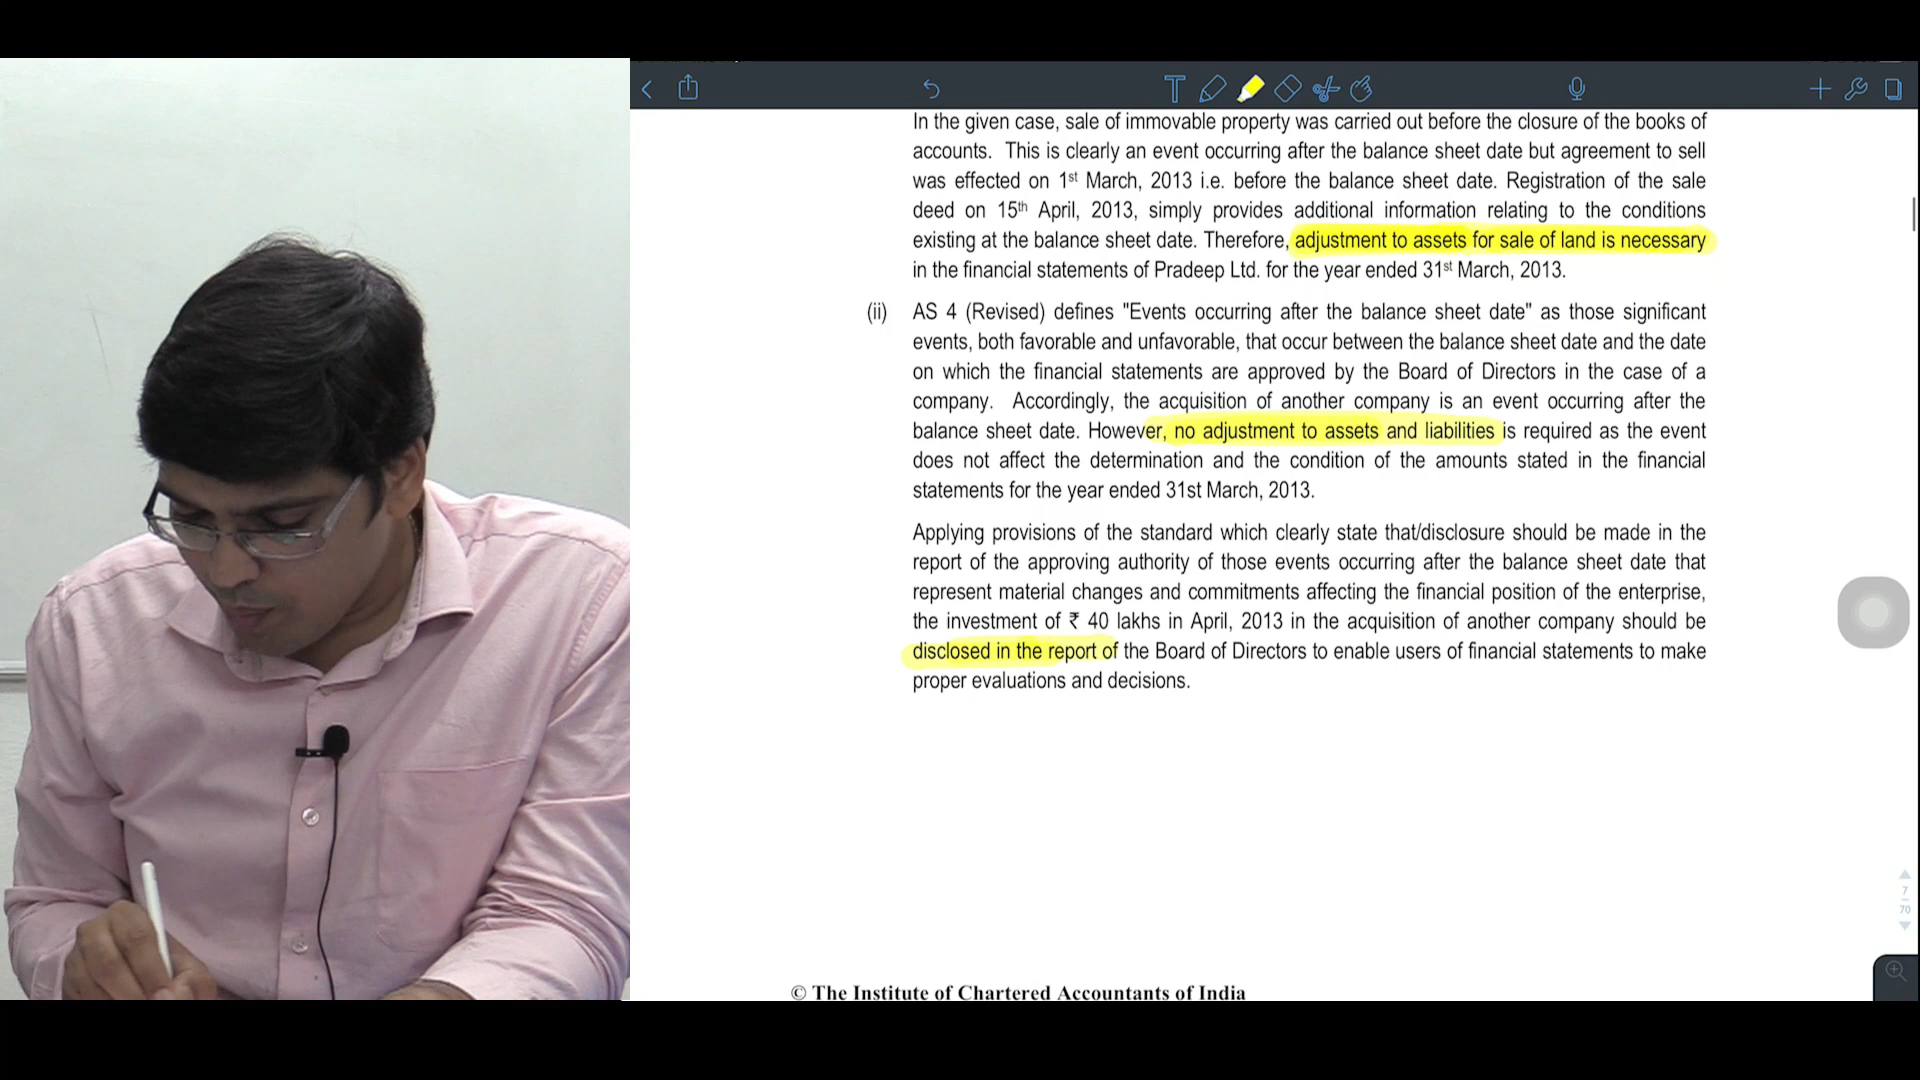 In the given case, sale of immovable property was carried out before the closure of the books of
accounts. This is clearly an event occurring after the balance sheet date but agreement to sell
was effected on 1st March, 2013 i.e. before the balance sheet date. Registration of the sale
deed on 15th April, 2013, simply provides additional information relating to the conditions
existing at the balance sheet date. Therefore, adjustment to assets for sale of land is necessary
in the financial statements of Pradeep Ltd. for the year ended 31st March, 2013.
(ii) AS 4 (Revised) defines "Events occurring after the balance sheet date" as those significant
events, both favorable and unfavorable, that occur between the balance sheet date and the date
on which the financial statements are approved by the Board of Directors in the case of a
company. Accordingly, the acquisition of another company is an event occurring after the
balance sheet date. However, no adjustment to assets and liabilities is required as the event
does not affect the determination and the condition of the amounts stated in the financial
statements for the year ended 31st March, 2013.
Applying provisions of the standard which clearly state that/disclosure should be made in the
report of the approving authority of those events occurring after the balance sheet date that
represent material changes and commitments affecting the financial position of the enterprise,
the investment of ₹ 40 lakhs in April, 2013 in the acquisition of another company should be
disclosed in the report of the Board of Directors to enable users of financial statements to make
proper evaluations and decisions.
7
70
© The Institute of Chartered Accountants of India